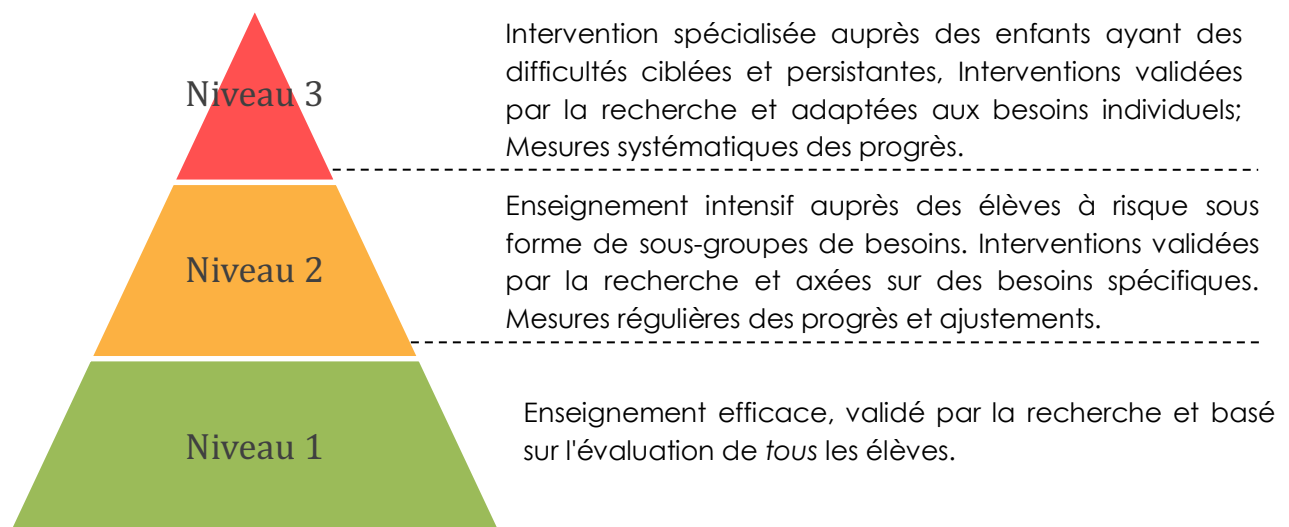 Niveau 3
Intervention spécialisée auprès des enfants ayant des
difficultés ciblées et persistantes, Interventions validées
par la recherche et adaptées aux besoins individuels;
Mesures systématiques des progrès.
Niveau 2
Enseignement intensif auprès des élèves à risque sous
forme de sous-groupes de besoins. Interventions validées
par la recherche et axées sur des besoins spécifiques.
Mesures régulières des progrès et ajustements.
Niveau 1
Enseignement efficace, validé par la recherche et basé
sur l'évaluation de tous les élèves.